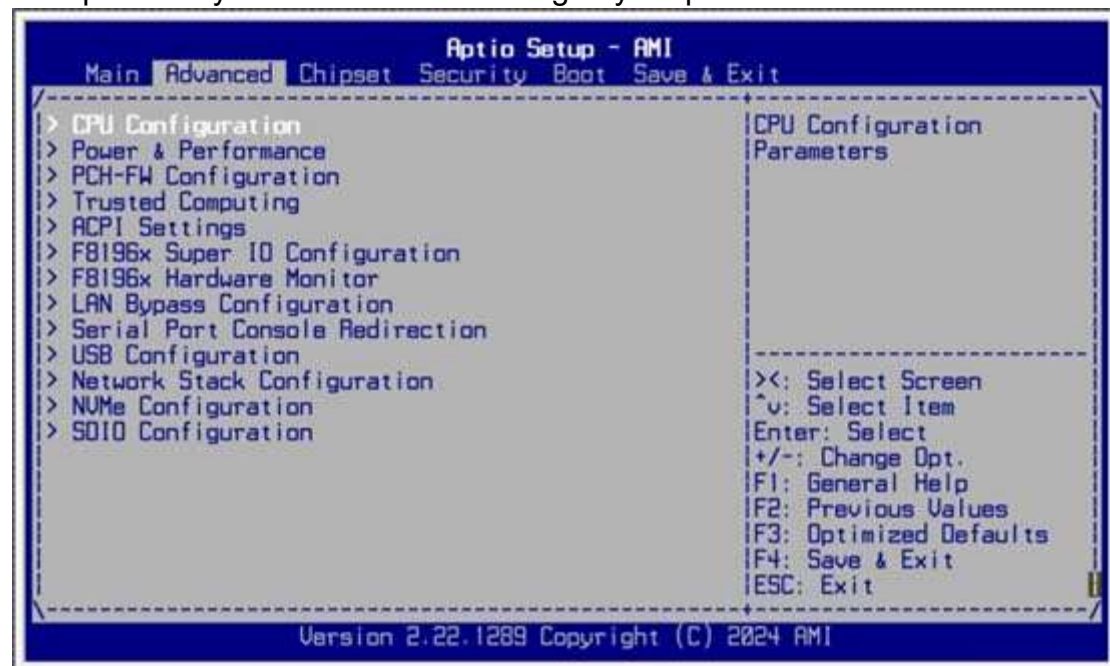 Aptio Setup - AMI
Main Advanced Chipset Security Boot Save & Exit
/--------------------------------------------------+----------------------\
> CPU Configuration
> Power & Performance
> PCH-FW Configuration
> Trusted Computing
> ACPI Settings
> F8196x Super IO Configuration
> F8196x Hardware Monitor
> LAN Bypass Configuration
> Serial Port Console Redirection
> USB Configuration
> Network Stack Configuration
> NVMe Configuration
> SDIO Configuration
CPU Configuration
Parameters
><: Select Screen
^v: Select Item
Enter: Select
+/-: Change Opt.
F1: General Help
F2: Previous Values
F3: Optimized Defaults
F4: Save & Exit
ESC: Exit
Version 2.22.1289 Copyright (C) 2024 AMI